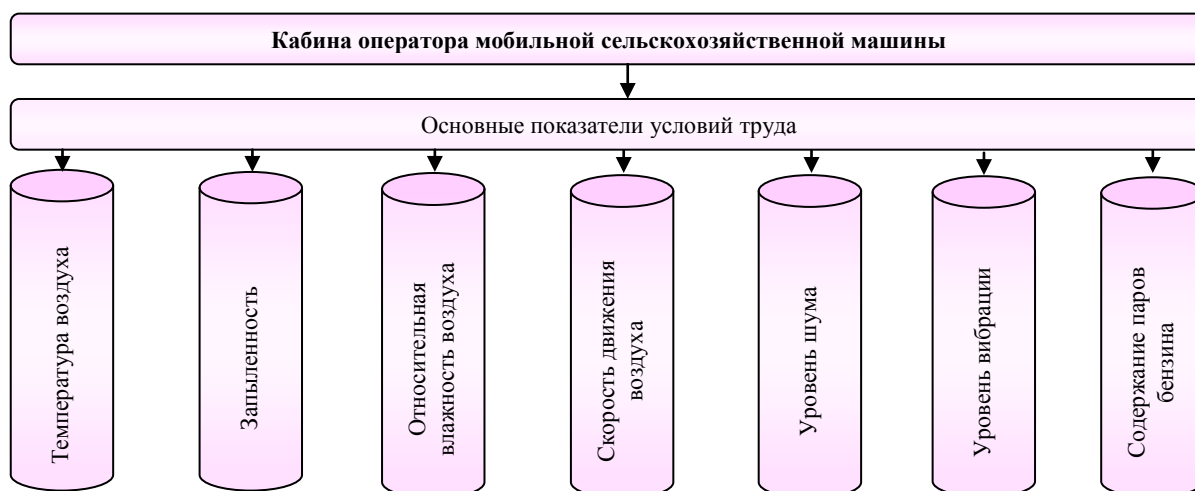 Кабина оператора мобильной сельскохозяйственной машины
Основные показатели условий труда
Температура воздуха
Запыленность
Относительная
влажность воздуха
Скорость движения
воздуха
Уровень шума
Уровень вибрации
Содержание паров
бензина